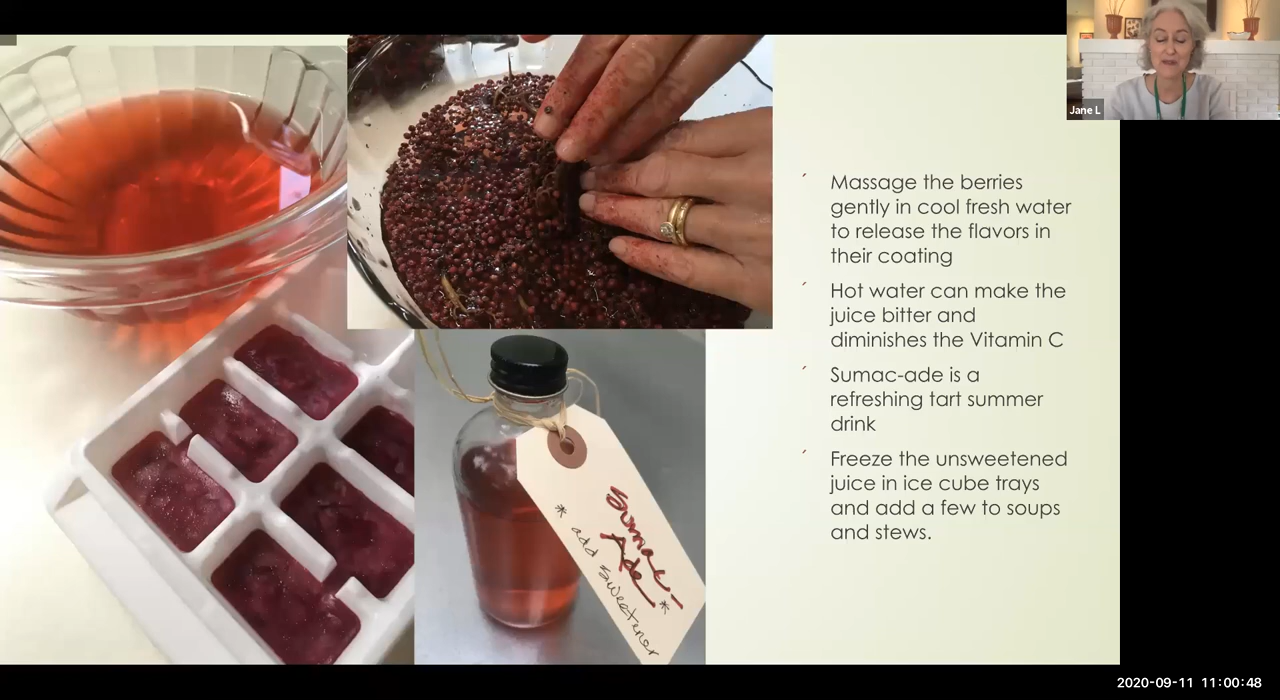 Jane L
Massage the berries
gently in cool fresh water
to release the flavors in
their coating
Hot water can make the
juice bitter and
diminishes the Vitamin C
Sumac-ade is a
refreshing tart summer
drink
Freeze the unsweetened
juice in ice cube trays
and add a few to soups
and stews.
Sumac-
Ade
* add sweetener *
2020-09-11 11:00:48